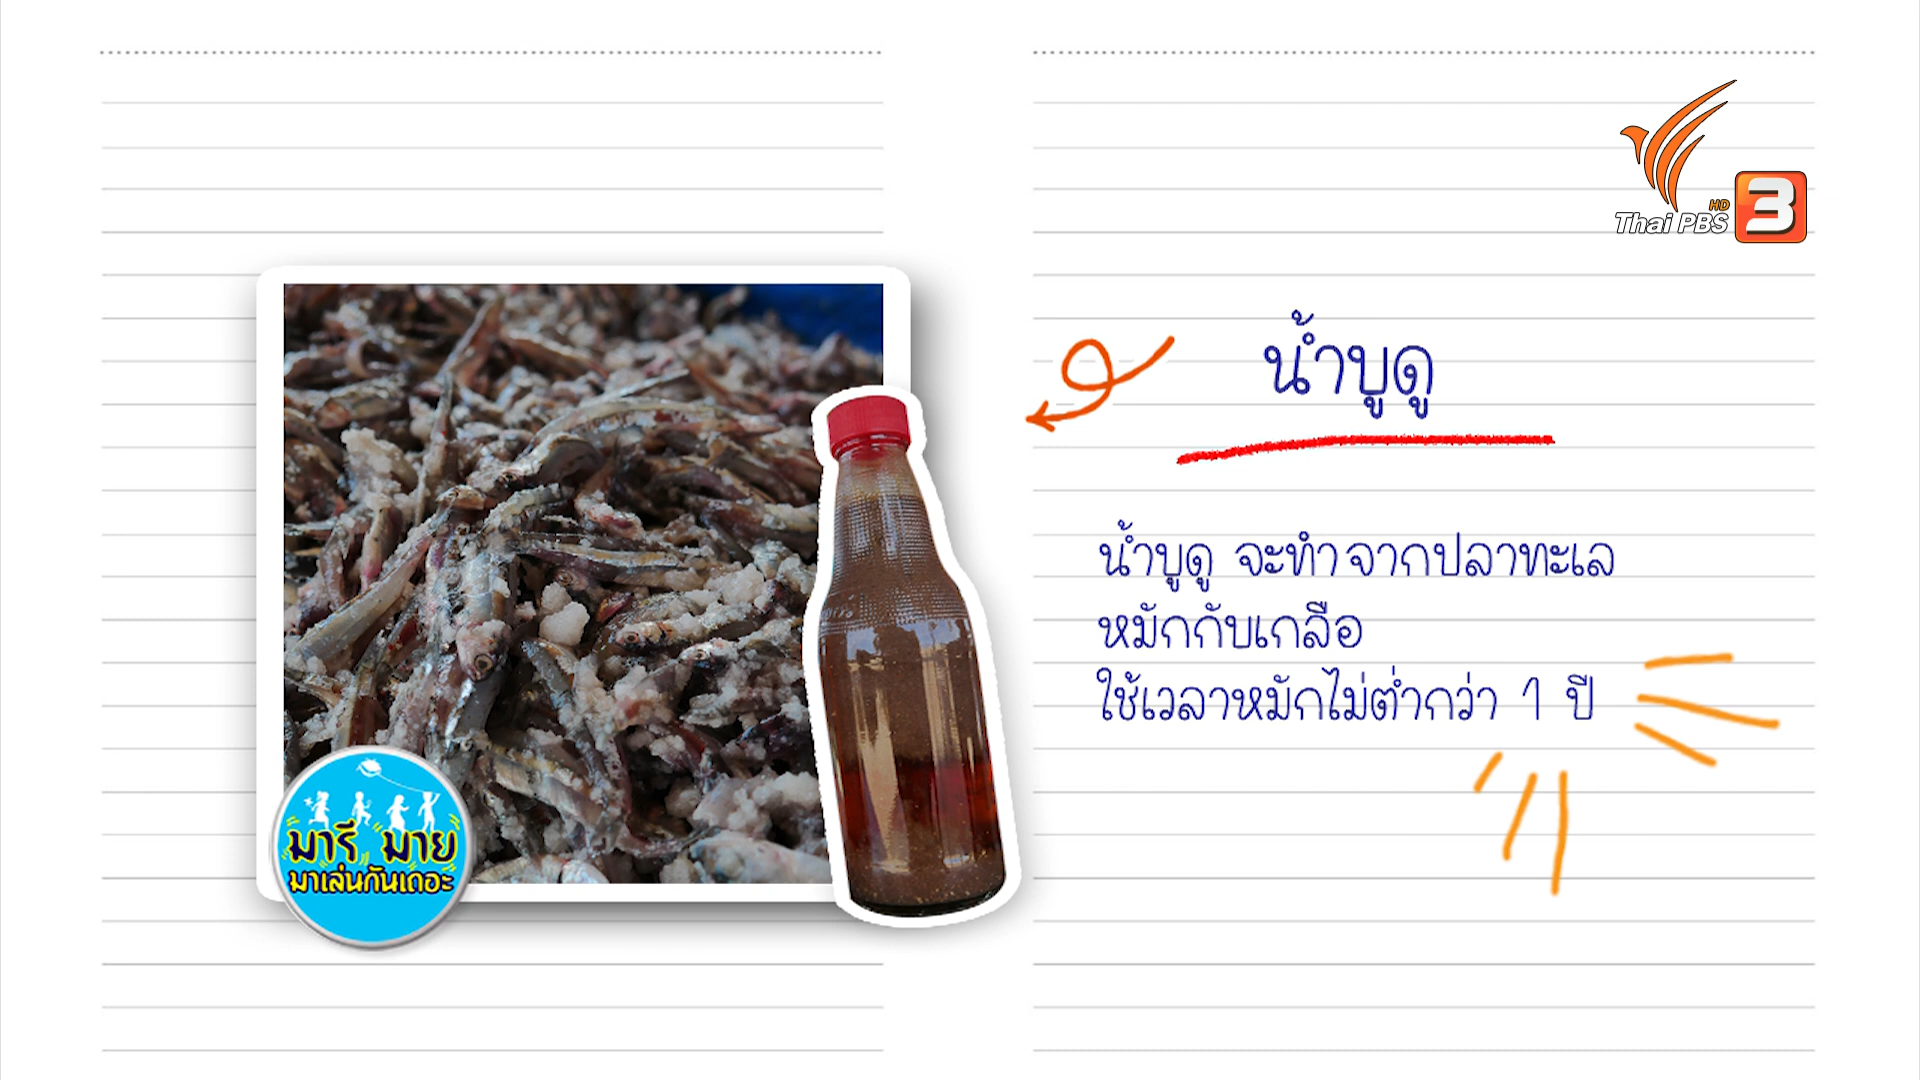 HD
Thai PBS 3
น้ำบูดู
น้ำบูดู จะทำจากปลาทะเล
หมักกับเกลือ
ใช้เวลาหมักไม่ต่ำกว่า 1 ปี
มารี มาย
มาเล่นกันเถอะ